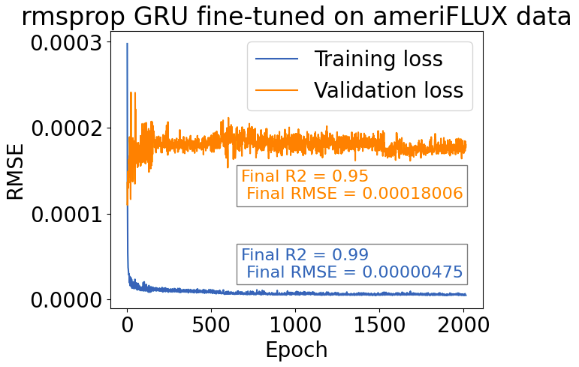 rmsprop GRU fine-tuned on ameriFLUX data
0.0003
0.0002
0.0001
0.0000
RMSE
Training loss
Validation loss
Final R2 = 0.95
Final RMSE = 0.00018006
Final R2 = 0.99
Final RMSE = 0.00000475
0 500 1000 1500 2000
Epoch